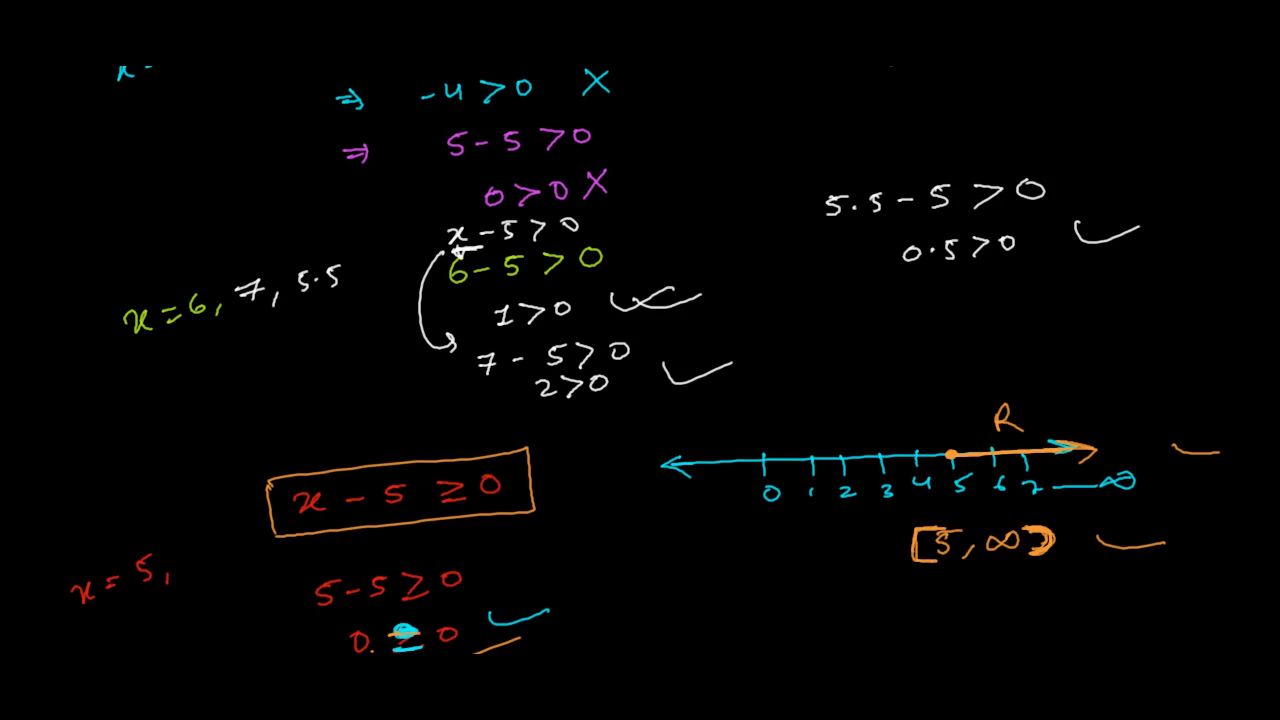 ⇒ -4 > 0 X
⇒ 5 - 5 > 0
0 > 0 X
x - 5 > 0
6 - 5 > 0
x = 6, 7, 5.5
1 > 0
7 - 5 > 0
2 > 0
5.5 - 5 > 0
0.5 > 0
x - 5 ≥ 0
x = 5,
5 - 5 ≥ 0
0 ≥ 0
R
0 1 2 3 4 5 6 7 — ∞
[5, ∞)